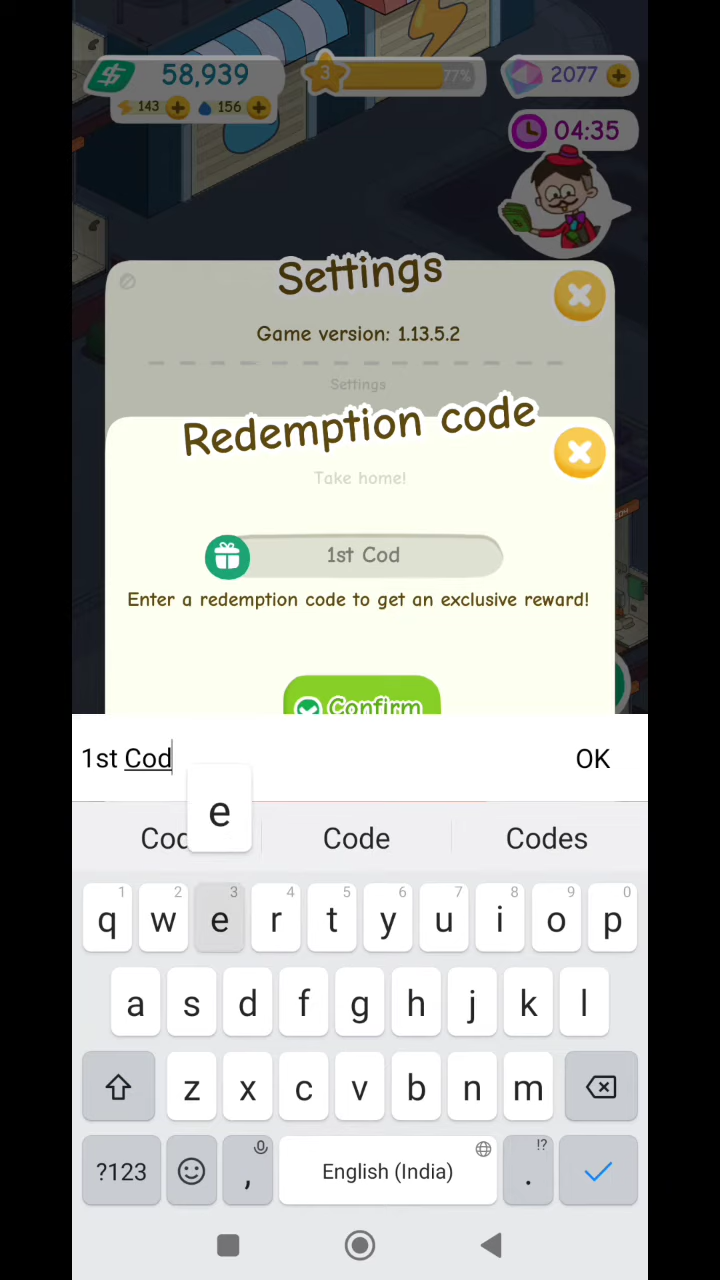 58,939
3
77%
2077
143
156
04:35
Settings
Game version: 1.13.5.2
Settings
Redemption code
Take home!
1st Cod
Enter a redemption code to get an exclusive reward!
Confirm
1st Cod
OK
e
Code
Codes
1 2 3 4 5 6 7 8 9 0
q w e r t y u i o p
a s d f g h j k l
z x c v b n m
!?
?123 , English (India) .